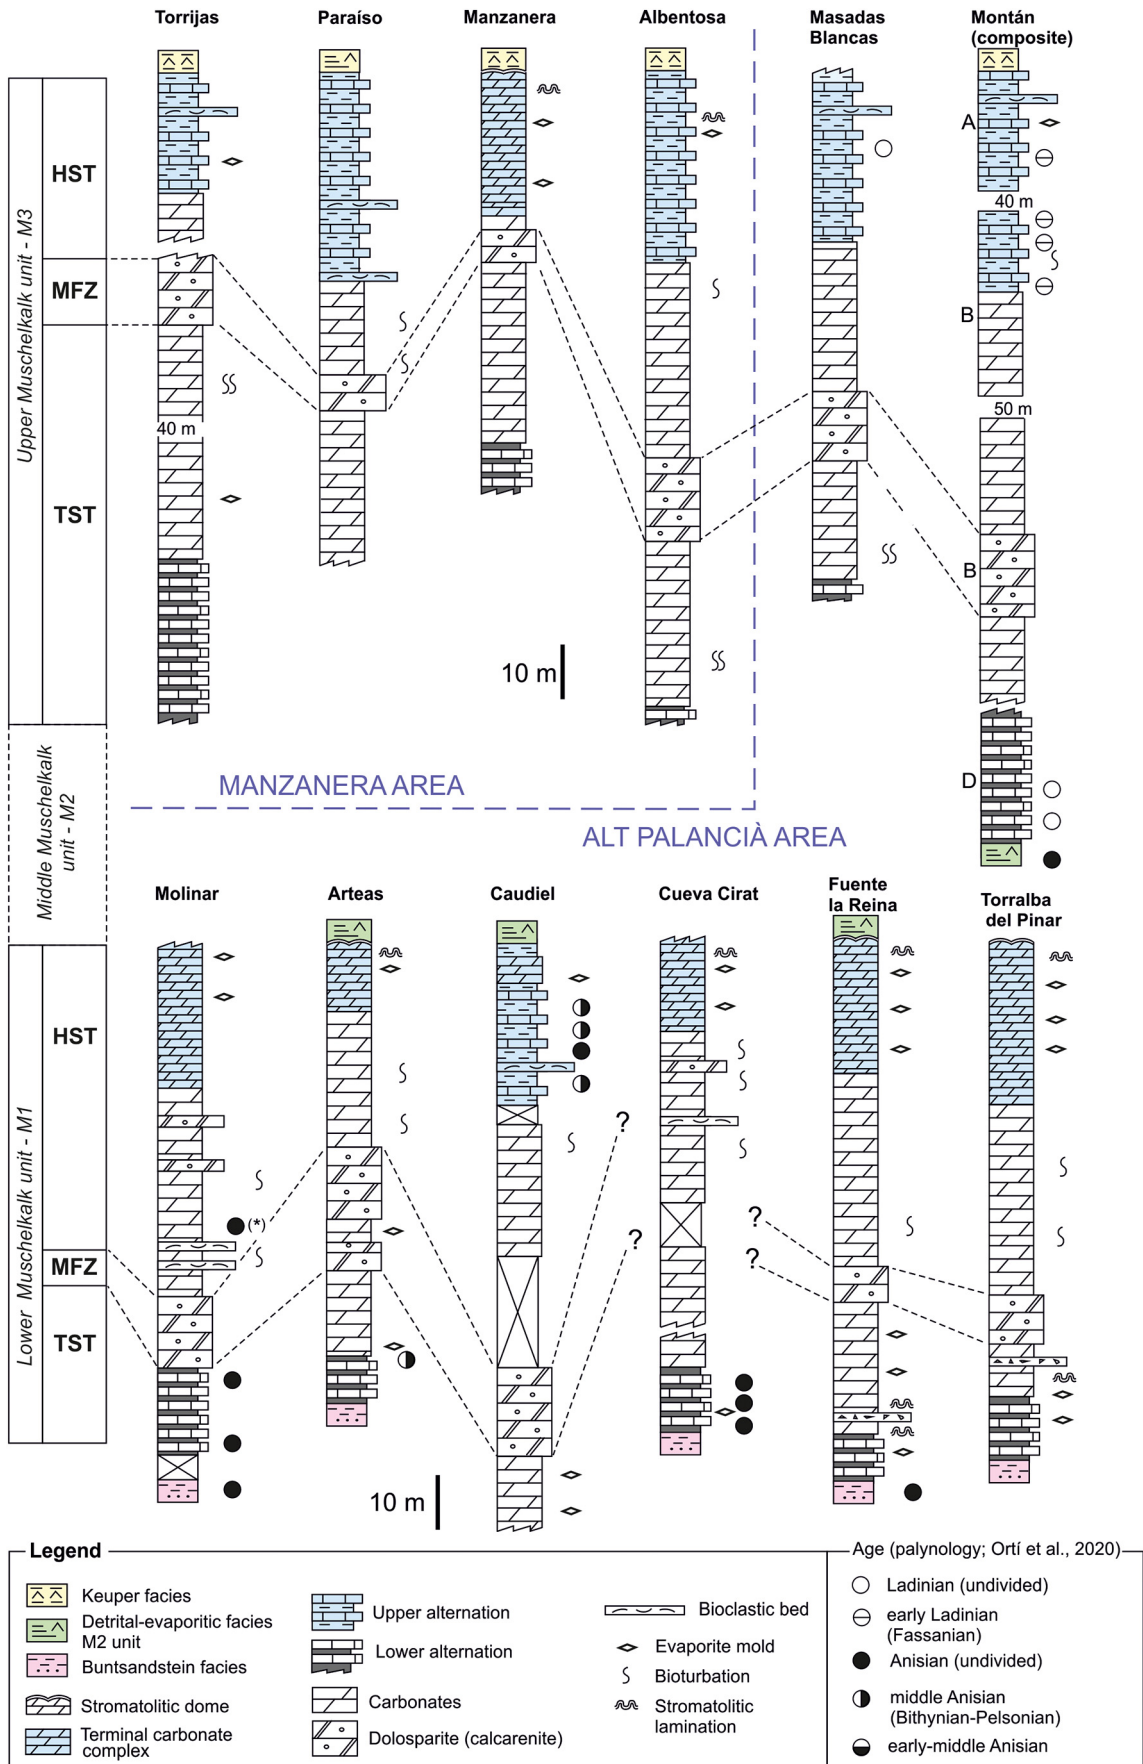 Torrijas
Paraíso
Manzanera
Albentosa
Masadas
Blancas
Montán
(composite)
Upper Muschelkalk unit - M3
HST
MFZ
TST
A
40 m
B
50 m
40 m
B
10 m
D
MANZANERA AREA
ALT PALANCIÀ AREA
Middle Muschelkalk
unit - M2
Molinar
Arteas
Caudiel
Cueva Cirat
Fuente
la Reina
Torralba
del Pinar
Lower Muschelkalk unit - M1
HST
MFZ
TST
?
(*)
?
?
?
10 m
Legend
Keuper facies
Detrital-evaporitic facies
M2 unit
Buntsandstein facies
Stromatolitic dome
Terminal carbonate
complex
Upper alternation
Lower alternation
Carbonates
Dolosparite (calcarenite)
Bioclastic bed
Evaporite mold
Bioturbation
Stromatolitic
lamination
Age (palynology; Ortí et al., 2020)
Ladinian (undivided)
early Ladinian
(Fassanian)
Anisian (undivided)
middle Anisian
(Bithynian-Pelsonian)
early-middle Anisian